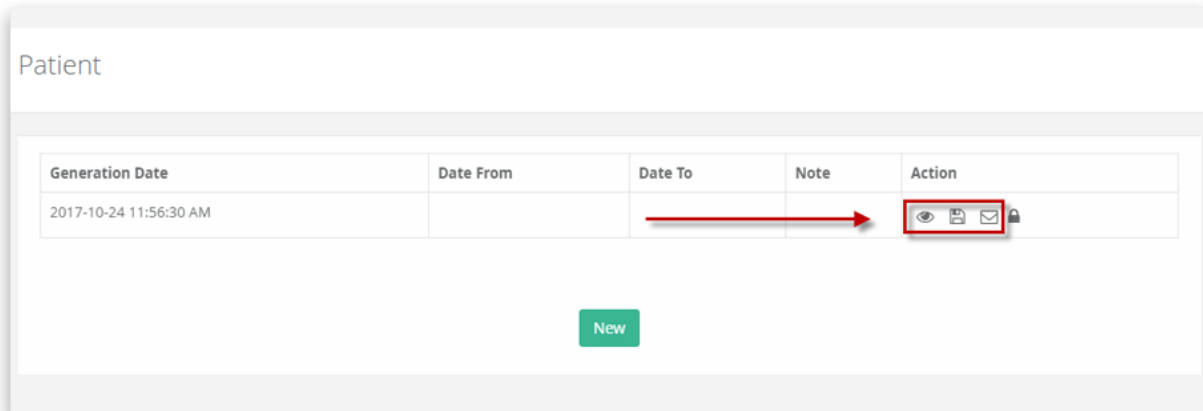 Patient
Generation Date Date From Date To Note Action
2017-10-24 11:56:30 AM
New